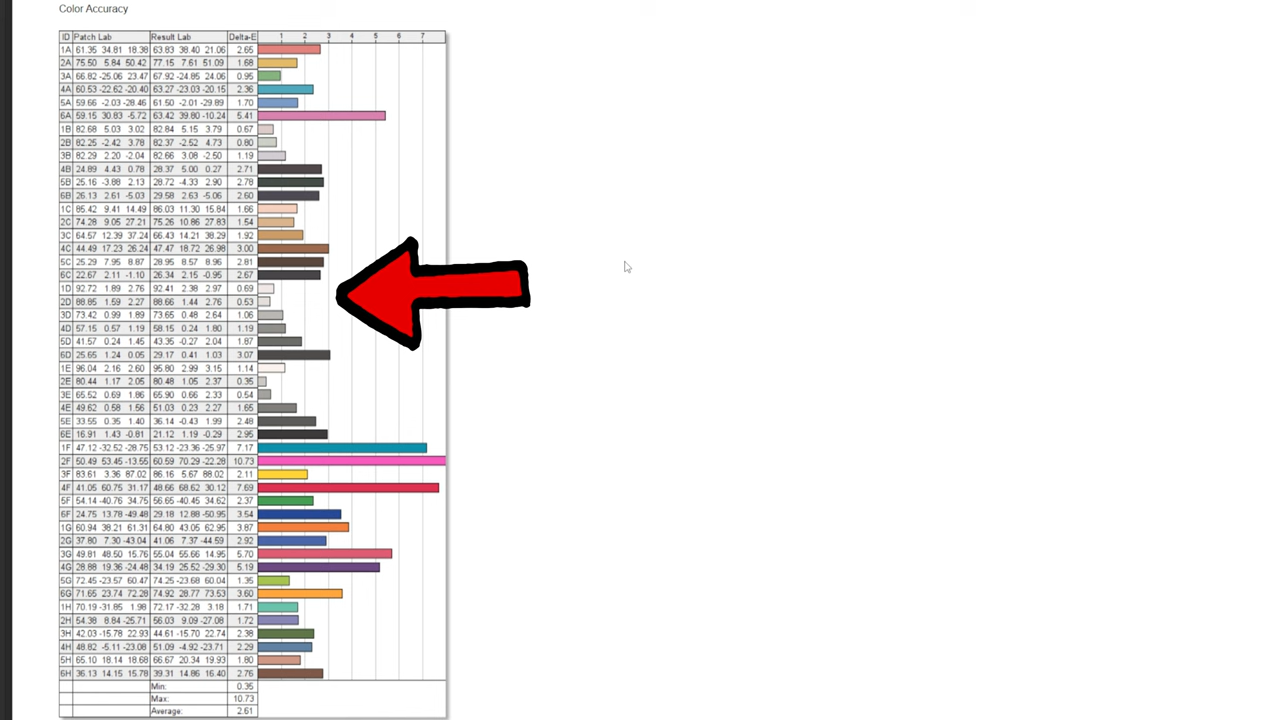 Color Accuracy
ID Patch Lab Result Lab Delta-E 1 2 3 4 5 6 7
1A 61.35 34.81 18.38 63.83 38.40 21.06 2.65
2A 75.50 5.84 50.42 77.15 7.61 51.09 1.68
3A 66.82 -25.06 23.47 67.92 -24.85 24.06 0.95
4A 60.53 -22.62 -20.40 63.27 -23.03 -20.15 2.36
5A 59.66 -2.03 -28.46 61.50 -2.01 -29.89 1.70
6A 59.15 30.83 -5.72 63.42 39.80 -10.24 5.41
1B 82.68 5.03 3.02 82.84 5.15 3.79 0.67
2B 82.25 -2.42 3.78 82.37 -2.52 4.73 0.80
3B 82.29 2.20 -2.04 82.66 3.08 -2.50 1.19
4B 24.89 4.43 0.78 28.37 5.00 0.27 2.71
5B 25.16 -3.88 2.13 28.72 -4.33 2.90 2.78
6B 26.13 2.61 -5.03 29.58 2.63 -5.06 2.60
1C 85.42 9.41 14.49 86.03 11.30 15.84 1.66
2C 74.28 9.05 27.21 75.26 10.86 27.83 1.54
3C 64.57 12.39 37.24 66.43 14.21 38.29 1.92
4C 44.49 17.23 26.24 47.47 18.72 26.98 3.00
5C 25.29 7.95 8.87 28.95 8.57 8.96 2.81
6C 22.67 2.11 -1.10 26.34 2.15 -0.95 2.67
1D 92.72 1.89 2.76 92.41 2.38 2.97 0.69
2D 88.85 1.59 2.27 88.66 1.44 2.76 0.53
3D 73.42 0.99 1.89 73.65 0.48 2.64 1.06
4D 57.15 0.57 1.19 58.15 0.24 1.80 1.19
5D 41.57 0.24 1.45 43.35 -0.27 2.04 1.87
6D 25.65 1.24 0.05 29.17 0.41 1.03 3.07
1E 96.04 2.16 2.60 95.80 2.99 3.15 1.14
2E 80.44 1.17 2.05 80.48 1.05 2.37 0.35
3E 65.52 0.69 1.86 65.90 0.66 2.33 0.54
4E 49.62 0.58 1.56 51.03 0.23 2.27 1.65
5E 33.55 0.35 1.40 36.14 -0.43 1.99 2.48
6E 16.91 1.43 -0.81 21.12 1.19 -0.29 2.95
1F 47.12 -32.52 -28.75 53.12 -23.36 -25.97 7.17
2F 50.49 53.45 -13.55 60.59 70.29 -22.28 10.73
3F 83.61 3.36 87.02 86.16 5.67 88.02 2.11
4F 41.05 60.75 31.17 48.66 68.62 30.12 7.69
5F 54.14 -40.76 34.75 56.65 -40.45 34.62 2.37
6F 24.75 13.78 -49.48 29.18 12.88 -50.95 3.54
1G 60.94 38.21 61.31 64.80 43.05 62.95 3.87
2G 37.80 7.30 -43.04 41.06 7.37 -44.59 2.92
3G 49.81 48.50 15.76 55.04 55.66 14.95 5.70
4G 28.88 19.36 -24.48 34.19 25.52 -29.30 5.19
5G 72.45 -23.57 60.47 74.25 -23.68 60.04 1.35
6G 71.65 23.74 72.28 74.92 28.77 73.53 3.60
1H 70.19 -31.85 1.98 72.17 -32.28 3.18 1.71
2H 54.38 8.84 -25.71 56.03 9.09 -27.08 1.72
3H 42.03 -15.78 22.93 44.61 -15.70 22.74 2.38
4H 48.82 -5.11 -23.08 51.09 -4.92 -23.71 2.29
5H 65.10 18.14 18.68 66.67 20.34 19.93 1.80
6H 36.13 14.15 15.78 39.31 14.86 16.40 2.76
Min: 0.35
Max: 10.73
Average: 2.61